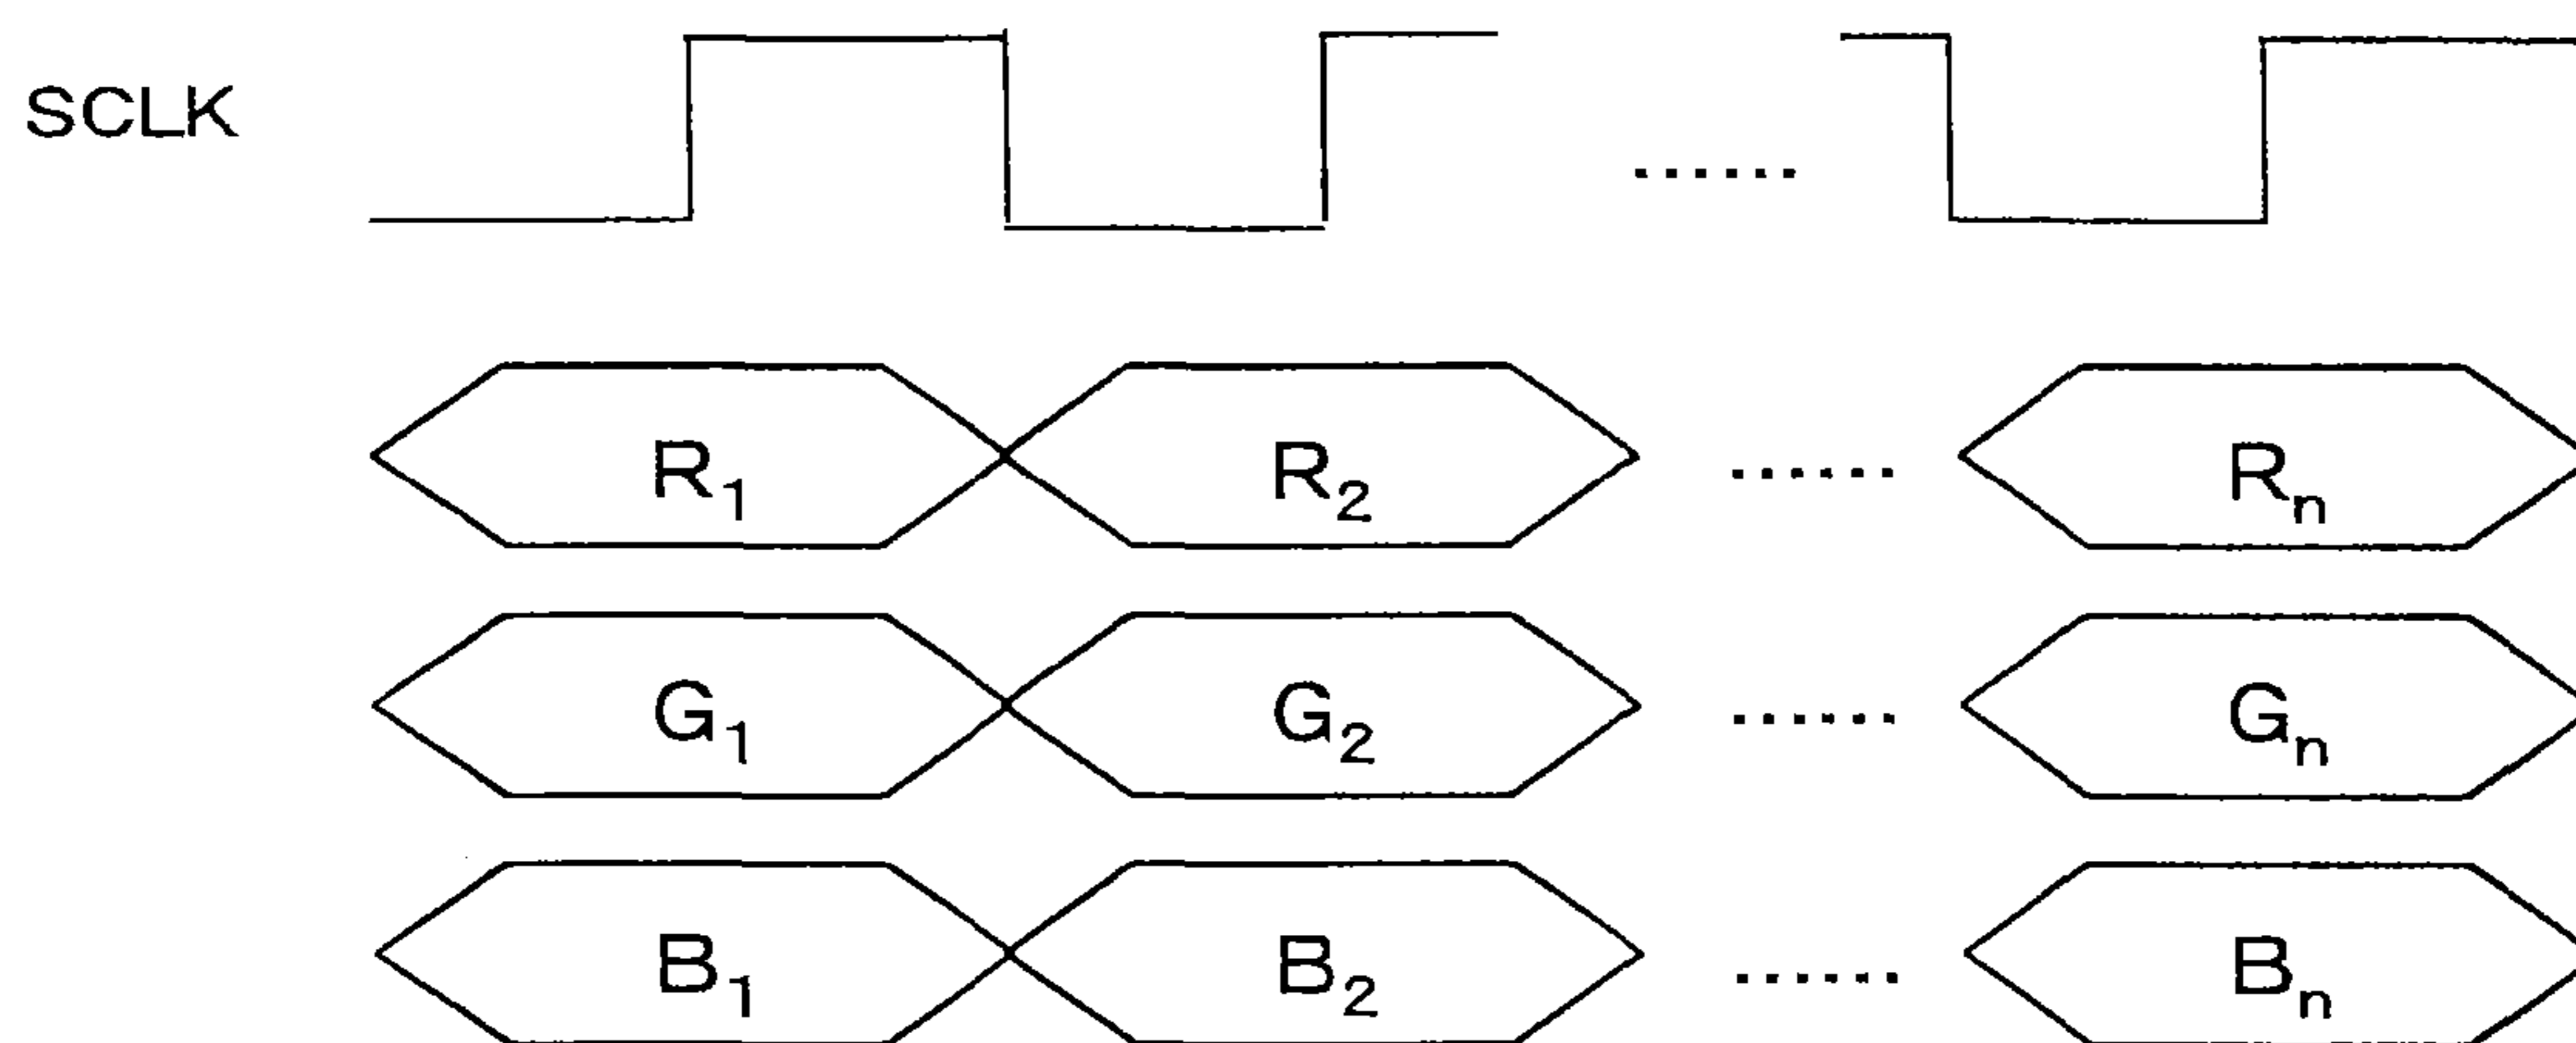 SCLK ......
R₁ R₂ ...... Rₙ
G₁ G₂ ...... Gₙ
B₁ B₂ ...... Bₙ